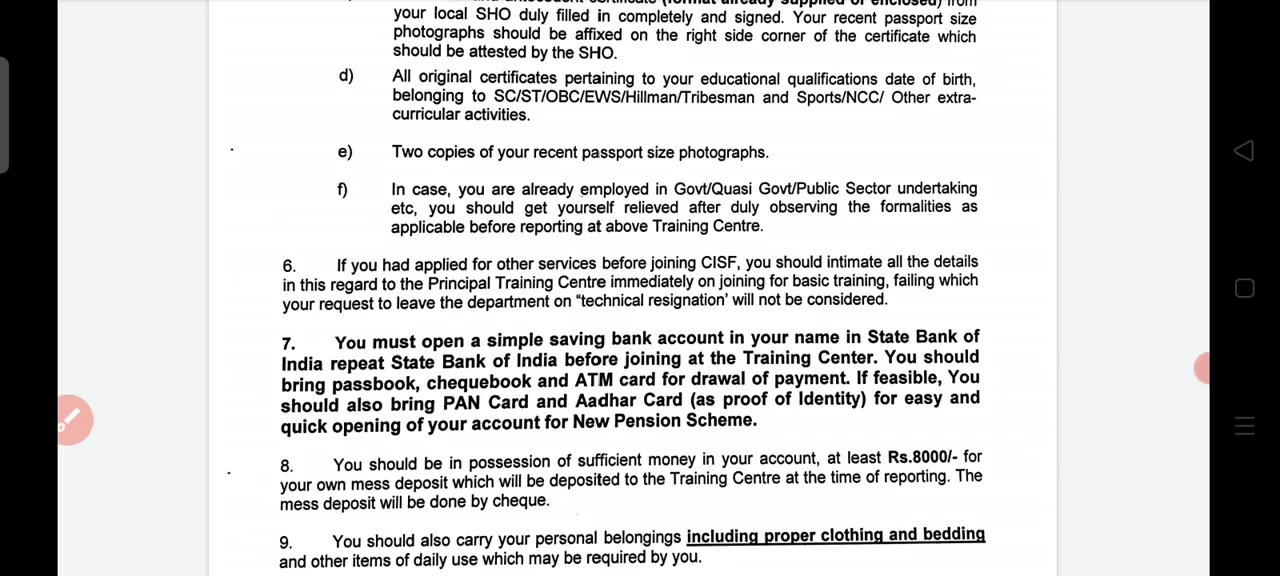 your local SHO duly filled in completely and signed. Your recent passport size
photographs should be affixed on the right side corner of the certificate which
should be attested by the SHO.
d) All original certificates pertaining to your educational qualifications date of birth,
belonging to SC/ST/OBC/EWS/Hillman/Tribesman and Sports/NCC/ Other extra-
curricular activities.
e) Two copies of your recent passport size photographs.
f) In case, you are already employed in Govt/Quasi Govt/Public Sector undertaking
etc, you should get yourself relieved after duly observing the formalities as
applicable before reporting at above Training Centre.
6. If you had applied for other services before joining CISF, you should intimate all the details
in this regard to the Principal Training Centre immediately on joining for basic training, failing which
your request to leave the department on "technical resignation' will not be considered.
7. You must open a simple saving bank account in your name in State Bank of
India repeat State Bank of India before joining at the Training Center. You should
bring passbook, chequebook and ATM card for drawal of payment. If feasible, You
should also bring PAN Card and Aadhar Card (as proof of Identity) for easy and
quick opening of your account for New Pension Scheme.
8. You should be in possession of sufficient money in your account, at least Rs.8000/- for
your own mess deposit which will be deposited to the Training Centre at the time of reporting. The
mess deposit will be done by cheque.
9. You should also carry your personal belongings including proper clothing and bedding
and other items of daily use which may be required by you.